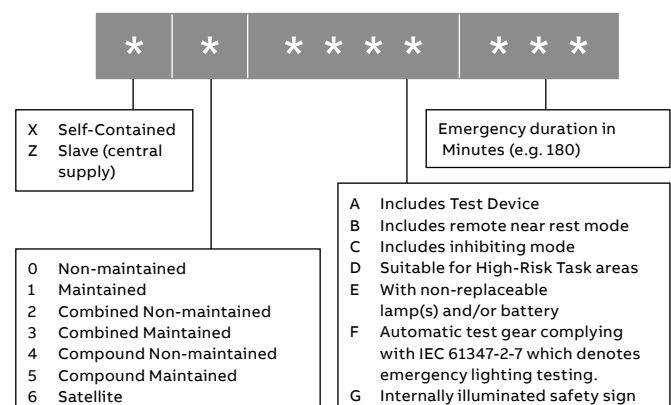 * * * * * * * * *
X Self-Contained
Z Slave (central
supply)
Emergency duration in
Minutes (e.g. 180)
0 Non-maintained
1 Maintained
2 Combined Non-maintained
3 Combined Maintained
4 Compound Non-maintained
5 Compound Maintained
6 Satellite
A Includes Test Device
B Includes remote near rest mode
C Includes inhibiting mode
D Suitable for High-Risk Task areas
E With non-replaceable
lamp(s) and/or battery
F Automatic test gear complying
with IEC 61347-2-7 which denotes
emergency lighting testing.
G Internally illuminated safety sign